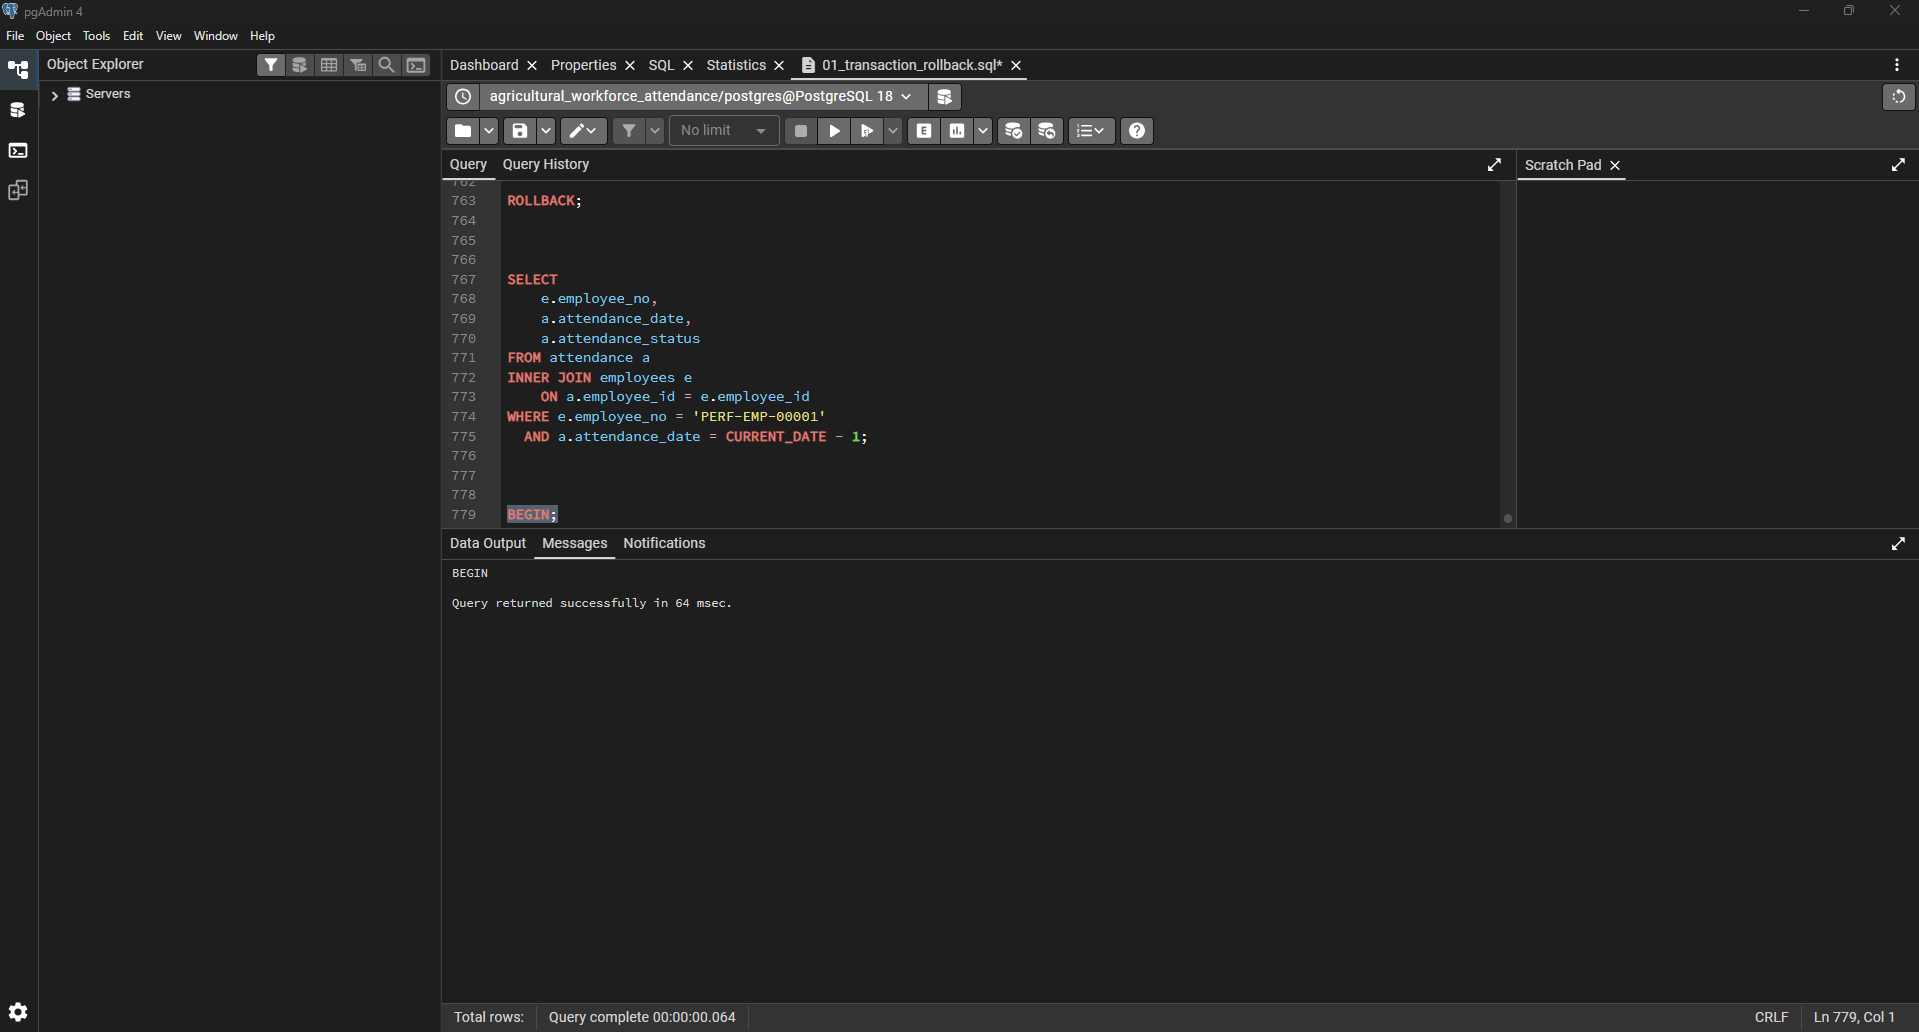 pgAdmin 4
File Object Tools Edit View Window Help
Object Explorer
Servers
Dashboard Properties SQL Statistics 01_transaction_rollback.sql*
agricultural_workforce_attendance/postgres@PostgreSQL 18
No limit
E
Query Query History
Scratch Pad
762
763 ROLLBACK;
764
765
766
767 SELECT
768 e.employee_no,
769 a.attendance_date,
770 a.attendance_status
771 FROM attendance a
772 INNER JOIN employees e
773 ON a.employee_id = e.employee_id
774 WHERE e.employee_no = 'PERF-EMP-00001'
775 AND a.attendance_date = CURRENT_DATE - 1;
776
777
778
779 BEGIN;
Data Output Messages Notifications
BEGIN
Query returned successfully in 64 msec.
Total rows: Query complete 00:00:00.064 CRLF Ln 779, Col 1